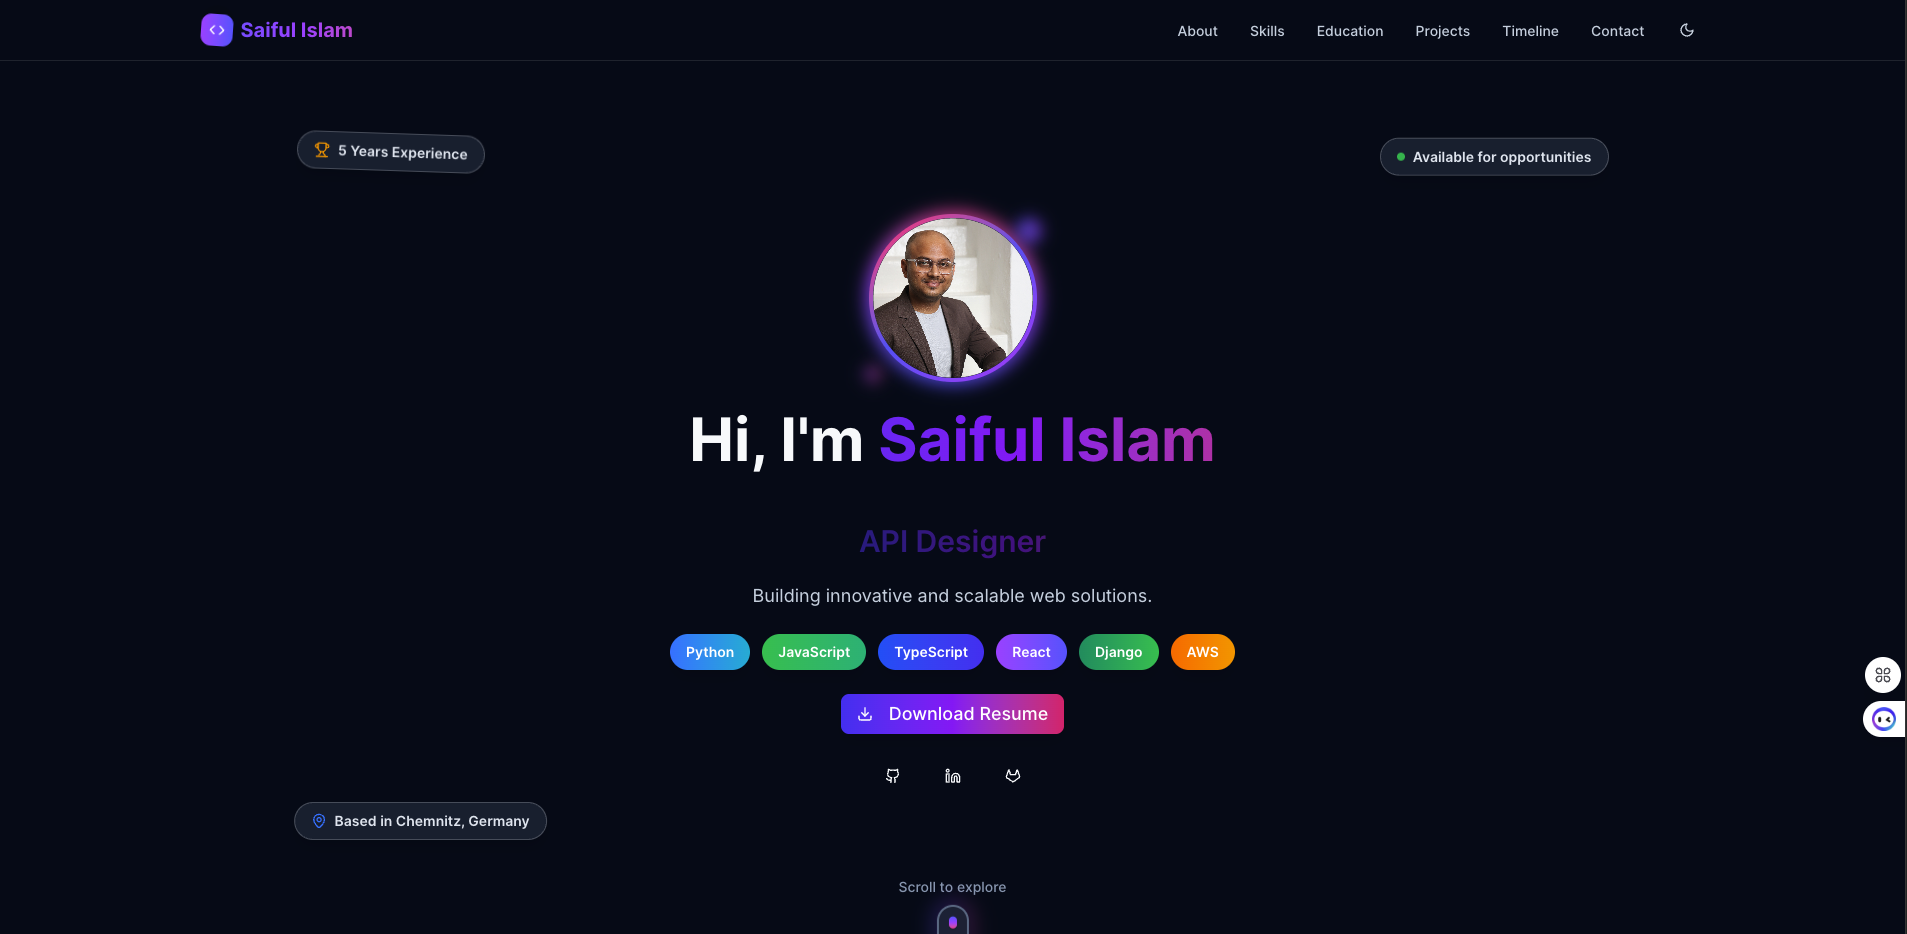 Saiful Islam
About Skills Education Projects Timeline Contact
5 Years Experience
Available for opportunities
Hi, I'm Saiful Islam
API Designer
Building innovative and scalable web solutions.
Python JavaScript TypeScript React Django AWS
Download Resume
Based in Chemnitz, Germany
Scroll to explore